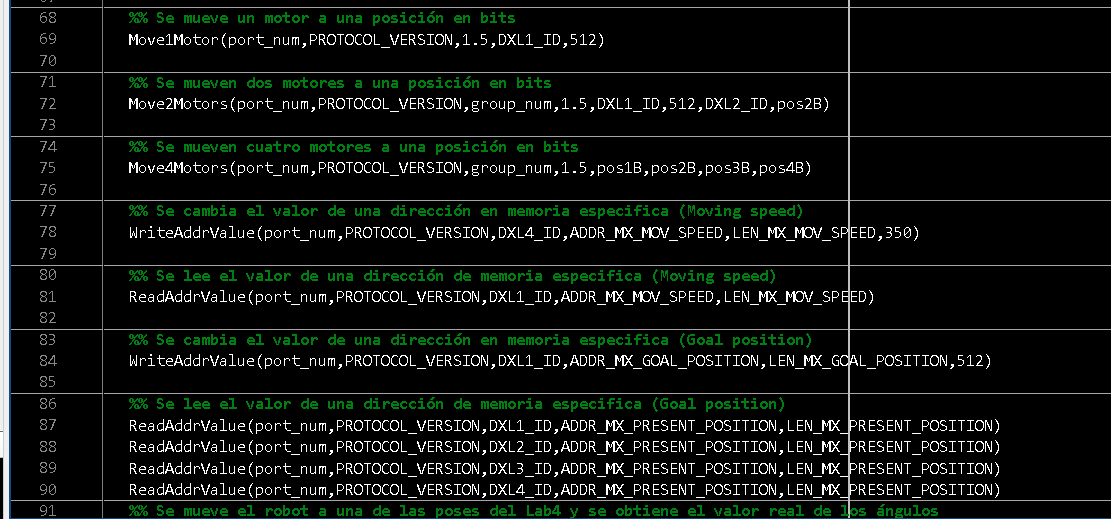 68 %% Se mueve un motor a una posición en bits
69 Move1Motor(port_num,PROTOCOL_VERSION,1.5,DXL1_ID,512)
70
71 %% Se mueven dos motores a una posición en bits
72 Move2Motors(port_num,PROTOCOL_VERSION,group_num,1.5,DXL1_ID,512,DXL2_ID,pos2B)
73
74 %% Se mueven cuatro motores a una posición en bits
75 Move4Motors(port_num,PROTOCOL_VERSION,group_num,1.5,pos1B,pos2B,pos3B,pos4B)
76
77 %% Se cambia el valor de una dirección en memoria especifica (Moving speed)
78 WriteAddrValue(port_num,PROTOCOL_VERSION,DXL4_ID,ADDR_MX_MOV_SPEED,LEN_MX_MOV_SPEED,350)
79
80 %% Se lee el valor de una dirección de memoria especifica (Moving speed)
81 ReadAddrValue(port_num,PROTOCOL_VERSION,DXL1_ID,ADDR_MX_MOV_SPEED,LEN_MX_MOV_SPEED)
82
83 %% Se cambia el valor de una dirección en memoria especifica (Goal position)
84 WriteAddrValue(port_num,PROTOCOL_VERSION,DXL1_ID,ADDR_MX_GOAL_POSITION,LEN_MX_GOAL_POSITION,512)
85
86 %% Se lee el valor de una dirección de memoria especifica (Goal position)
87 ReadAddrValue(port_num,PROTOCOL_VERSION,DXL1_ID,ADDR_MX_PRESENT_POSITION,LEN_MX_PRESENT_POSITION)
88 ReadAddrValue(port_num,PROTOCOL_VERSION,DXL2_ID,ADDR_MX_PRESENT_POSITION,LEN_MX_PRESENT_POSITION)
89 ReadAddrValue(port_num,PROTOCOL_VERSION,DXL3_ID,ADDR_MX_PRESENT_POSITION,LEN_MX_PRESENT_POSITION)
90 ReadAddrValue(port_num,PROTOCOL_VERSION,DXL4_ID,ADDR_MX_PRESENT_POSITION,LEN_MX_PRESENT_POSITION)
91 %% Se mueve el robot a una de las poses del Lab4 y se obtiene el valor real de los ángulos